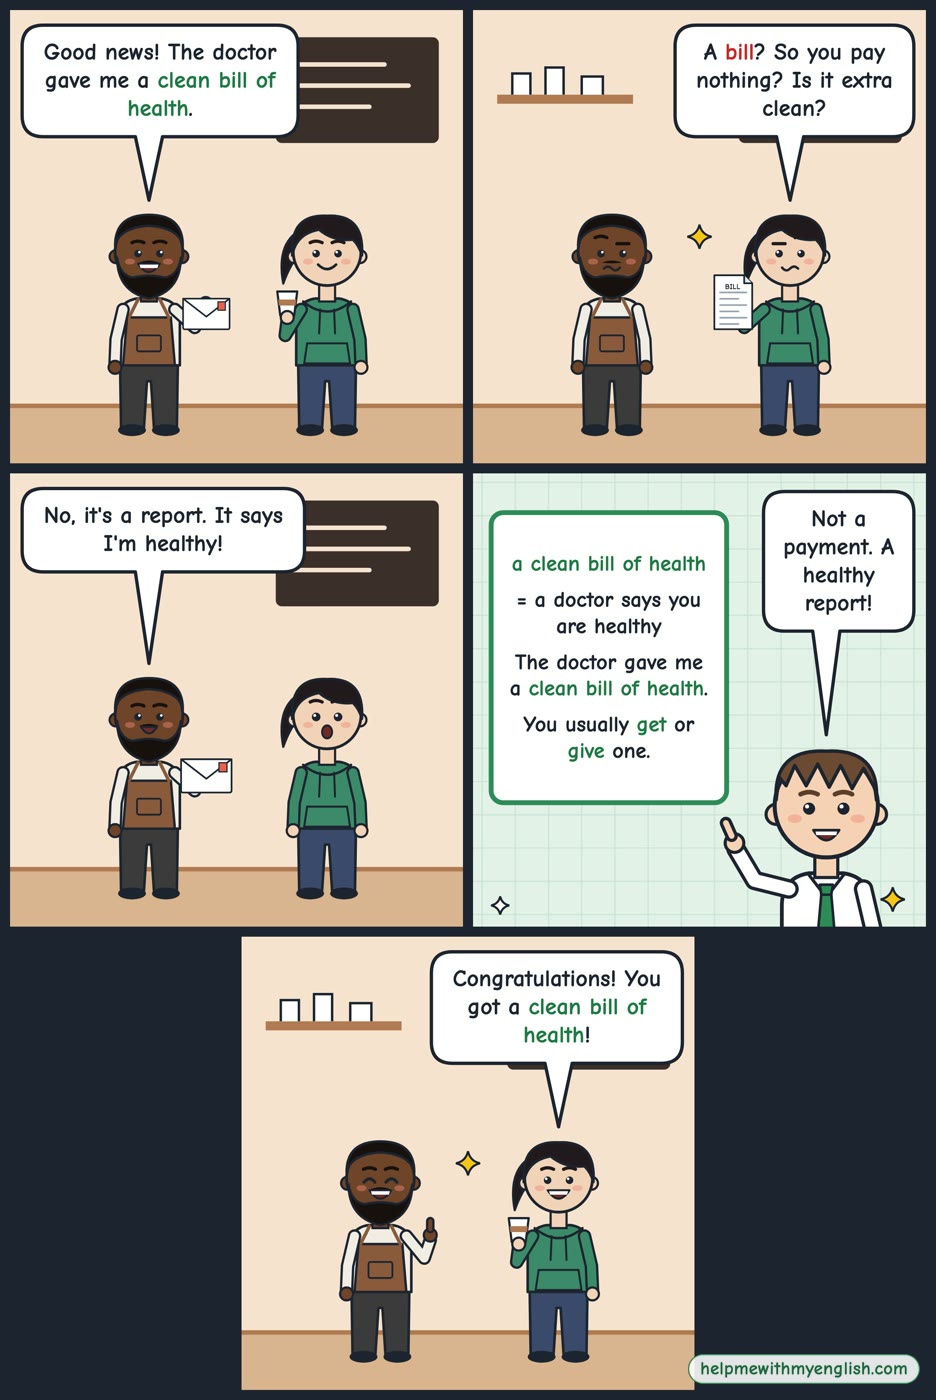 Good news! The doctor
gave me a clean bill of
health.
A bill? So you pay
nothing? Is it extra
clean?
BILL
No, it's a report. It says
I'm healthy!
a clean bill of health
= a doctor says you
are healthy
The doctor gave me
a clean bill of health.
You usually get or
give one.
Not a
payment. A
healthy
report!
Congratulations! You
got a clean bill of
health!
helpmewithmyenglish.com